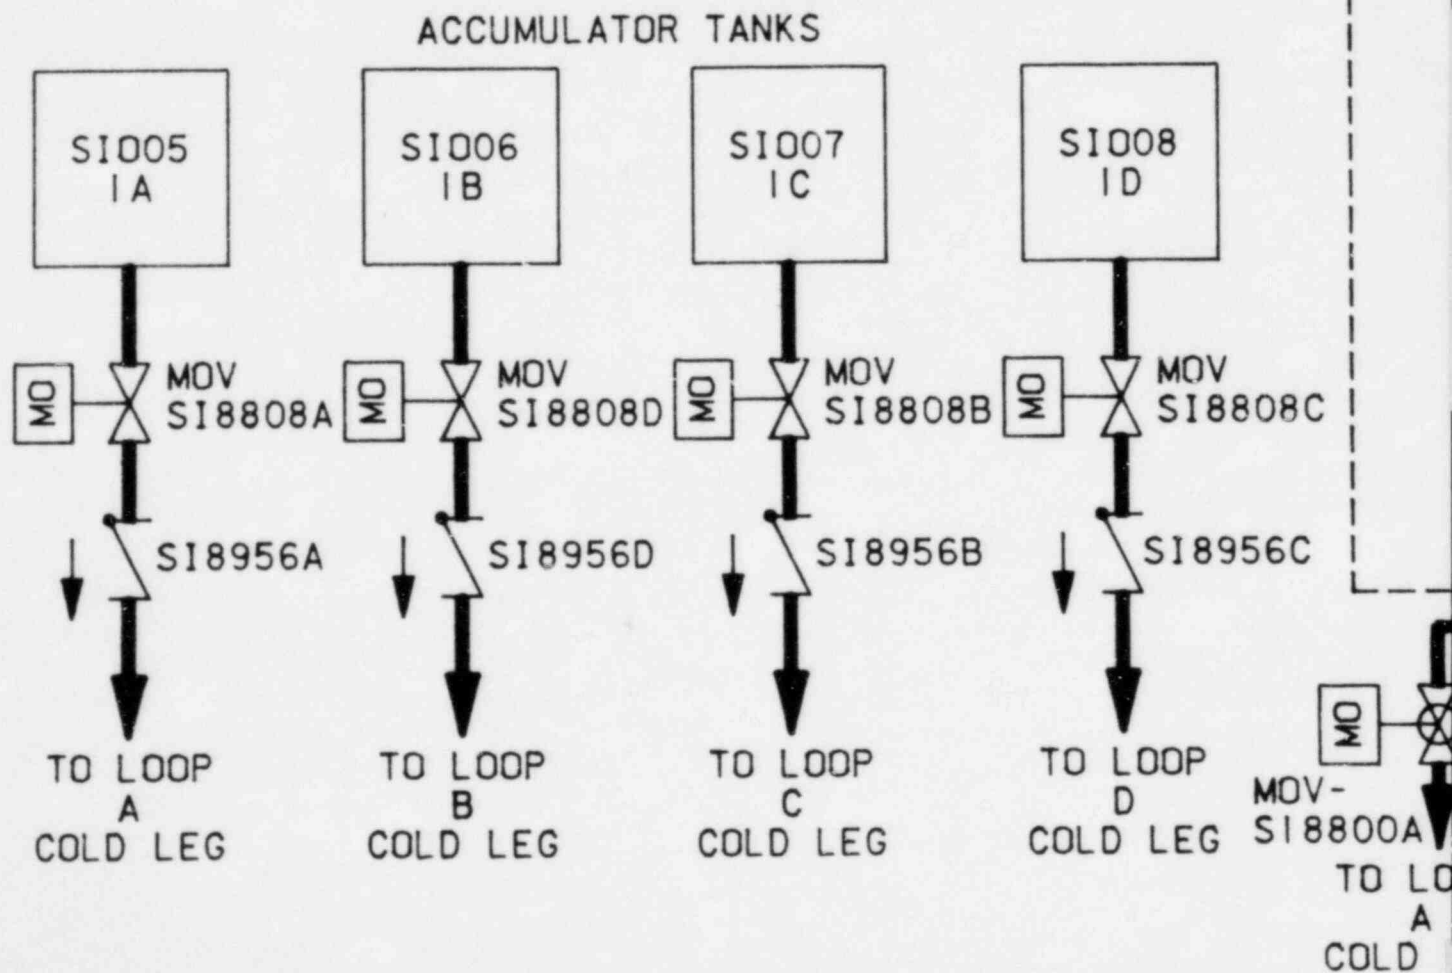 ACCUMULATOR TANKS
SI005
1A
SI006
1B
SI007
1C
SI008
1D
MO
MOV
SI8808A
MO
MOV
SI8808D
MO
MOV
SI8808B
MO
MOV
SI8808C
SI8956A
SI8956D
SI8956B
SI8956C
TO LOOP
A
COLD LEG
TO LOOP
B
COLD LEG
TO LOOP
C
COLD LEG
TO LOOP
D
COLD LEG
MO
MOV-
SI8800A
TO LO
A
COLD